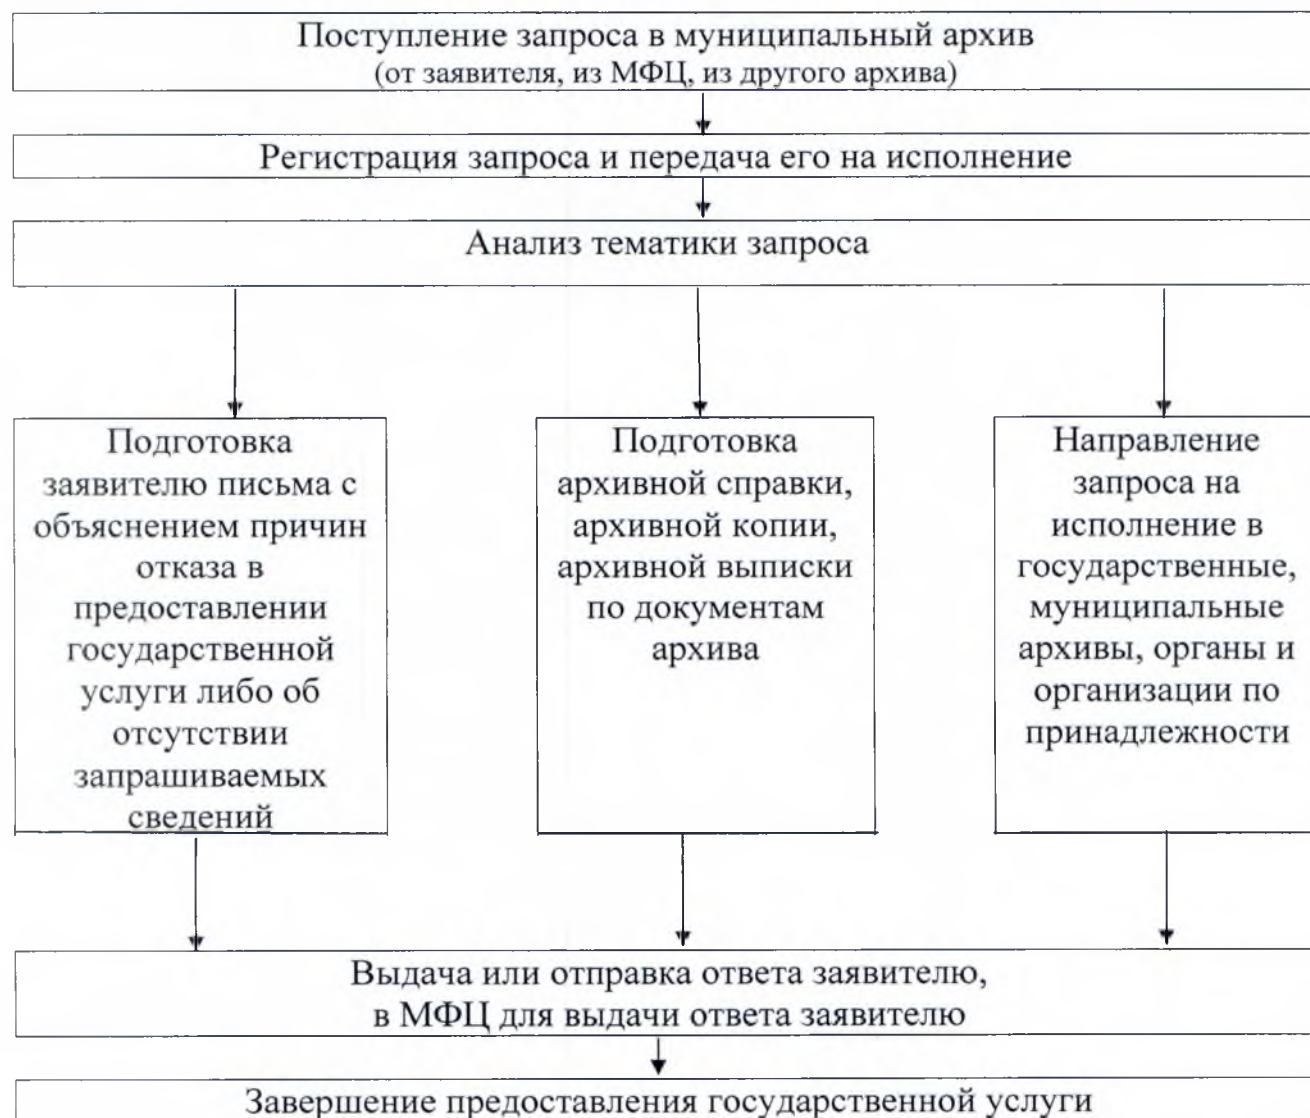 Поступление запроса в муниципальный архив
(от заявителя, из МФЦ, из другого архива)
Регистрация запроса и передача его на исполнение
Анализ тематики запроса
Подготовка
заявителю письма с
объяснением причин
отказа в
предоставлении
государственной
услуги либо об
отсутствии
запрашиваемых
сведений
Подготовка
архивной справки,
архивной копии,
архивной выписки
по документам
архива
Направление
запроса на
исполнение в
государственные,
муниципальные
архивы, органы и
организации по
принадлежности
Выдача или отправка ответа заявителю,
в МФЦ для выдачи ответа заявителю
Завершение предоставления государственной услуги